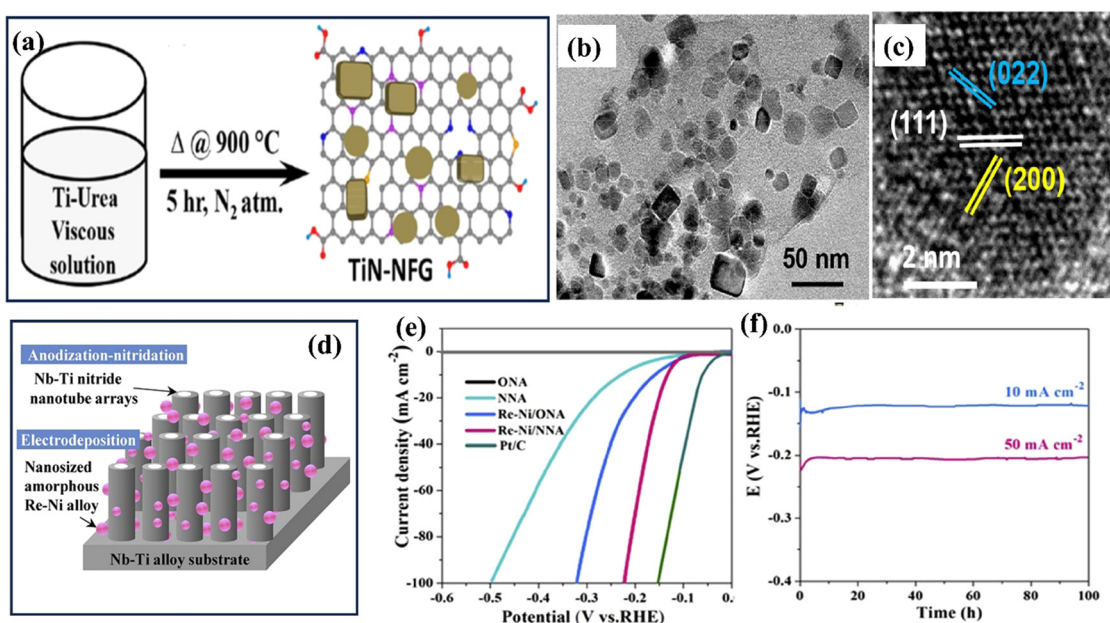 (a)
Ti-Urea
Viscous
solution
Δ @ 900 °C
5 hr, N₂ atm.
TiN-NFG
(b)
50 nm
(c)
(022)
(111)
(200)
2 nm
(d)
Anodization-nitridation
Nb-Ti nitride
nanotube arrays
Electrodeposition
Nanosized
amorphous
Re-Ni alloy
Nb-Ti alloy substrate
(e)
Current density (mA cm⁻²)
0
-20
-40
-60
-80
-100
ONA
NNA
Re-Ni/ONA
Re-Ni/NNA
Pt/C
-0.6
-0.5
-0.4
-0.3
-0.2
-0.1
Potential (V vs.RHE)
(f)
E (V vs.RHE)
0.0
-0.1
-0.2
-0.3
-0.4
10 mA cm⁻²
50 mA cm⁻²
0
20
40
60
80
100
Time (h)